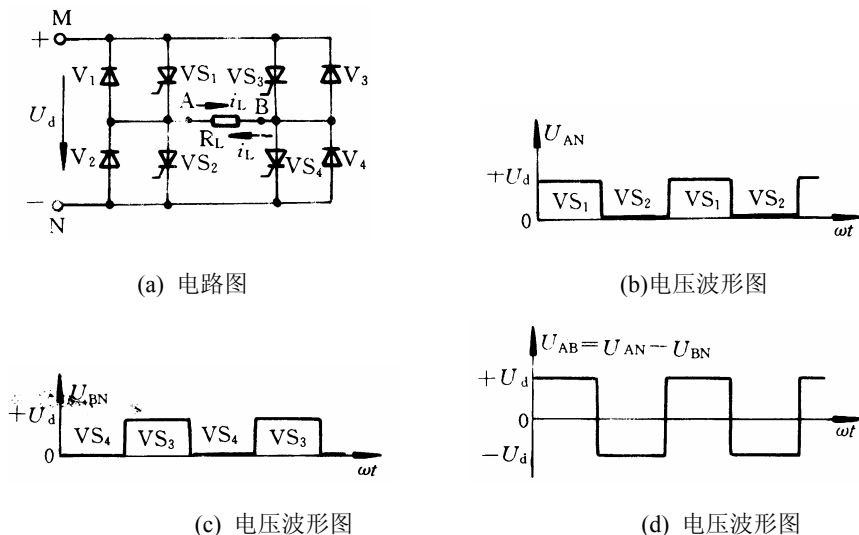 M
+
V₁ VS₁ VS₃ V₃
A iL B
Ud
RL
iL
V₂ VS₂ VS₄ V₄
−
N
(a) 电路图
UAN
+Ud
VS₁ VS₂ VS₁ VS₂
0
ωt
(b)电压波形图
UBN
+Ud
VS₄ VS₃ VS₄ VS₃
0
ωt
(c) 电压波形图
UAB=UAN−UBN
+Ud
0
ωt
−Ud
(d) 电压波形图